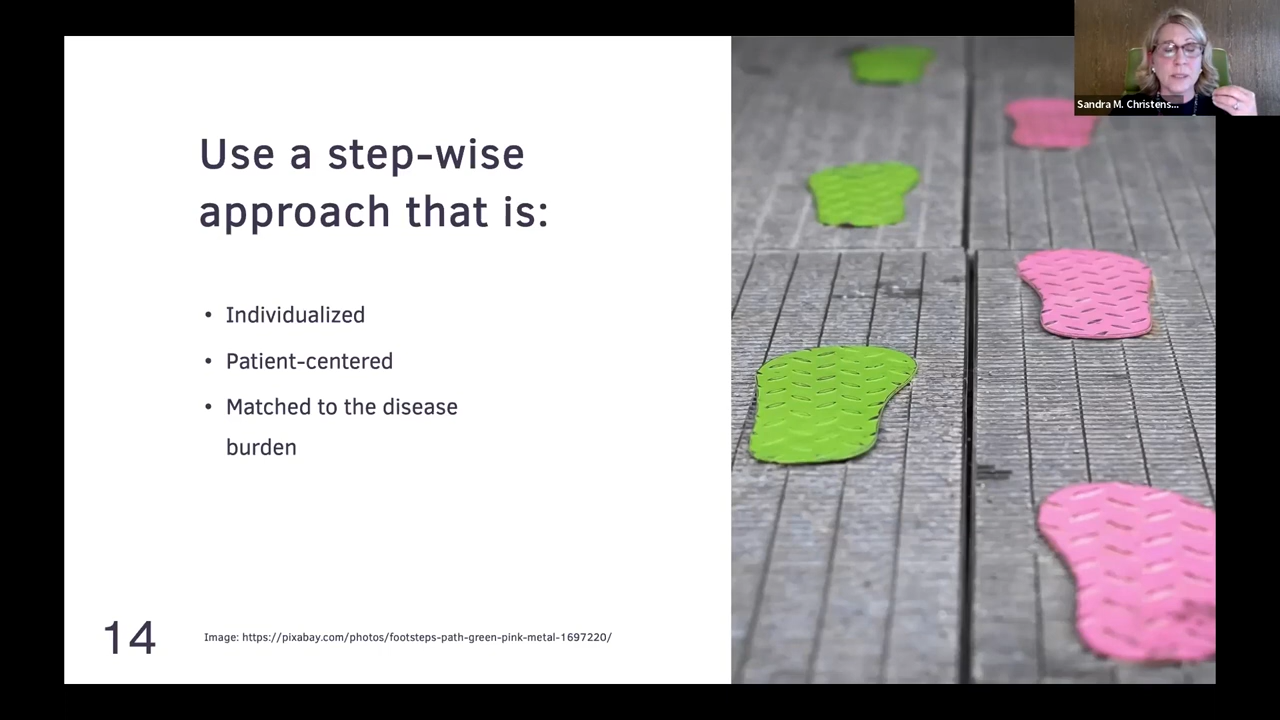 Sandra M. Christens...
Use a step-wise
approach that is:
• Individualized
• Patient-centered
• Matched to the disease
burden
14
Image: https://pixabay.com/photos/footsteps-path-green-pink-metal-1697220/